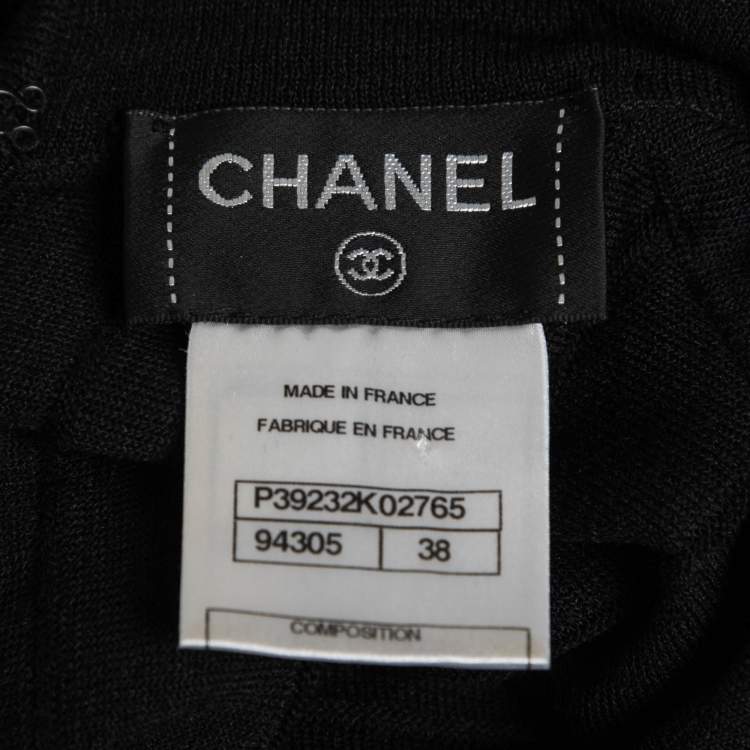 CHANEL
MADE IN FRANCE
FABRIQUE EN FRANCE
P39232K02765
94305 38
COMPOSITION